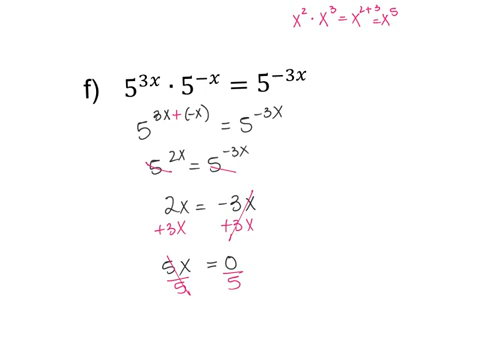 x² · x³ = x²⁺³ = x⁵
f) 5³ˣ · 5⁻ˣ = 5⁻³ˣ
5³ˣ⁺⁽⁻ˣ⁾ = 5⁻³ˣ
5²ˣ = 5⁻³ˣ
2x = -3x
+3x +3x
5x = 0
5 5